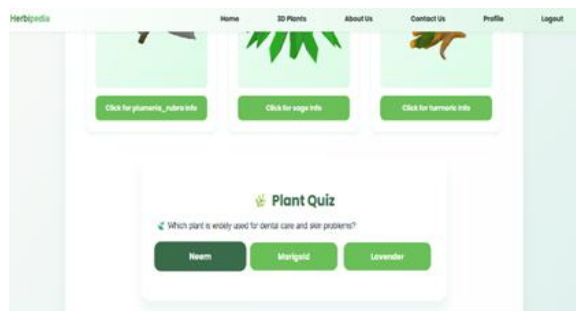 Herbipedia Home 3D Plants About Us Contact Us Profile Logout
Click for plumeria_rubra info Click for sage info Click for turmeric info
Plant Quiz
Which plant is widely used for dental care and skin problems?
Neem Marigold Lavender